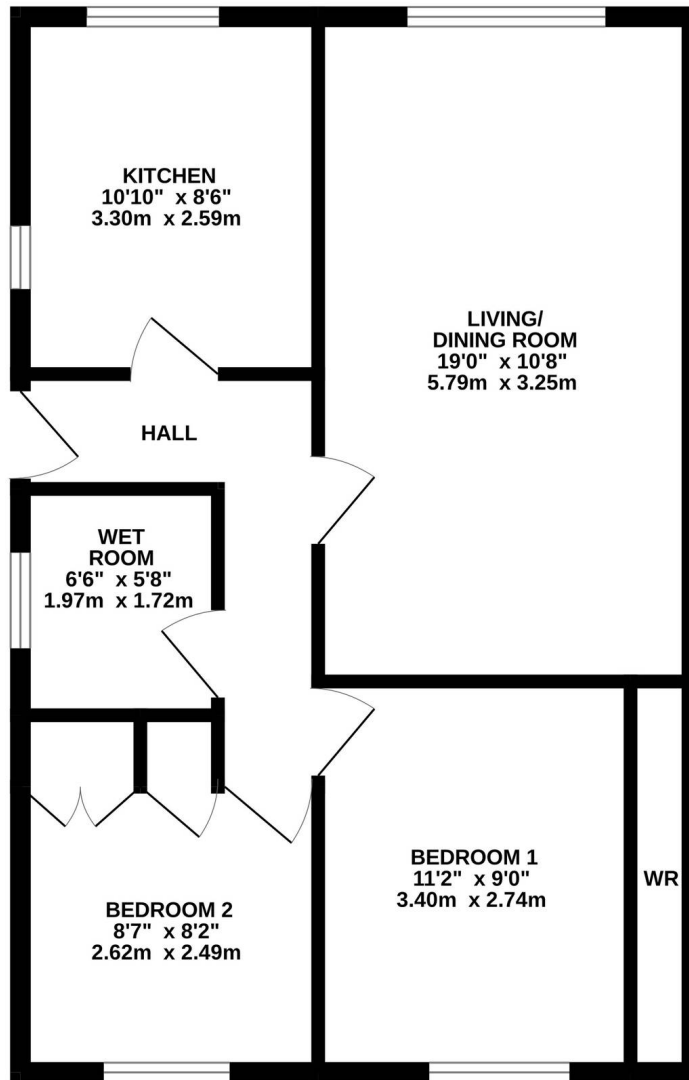 KITCHEN
10'10" x 8'6"
3.30m x 2.59m
LIVING/
DINING ROOM
19'0" x 10'8"
5.79m x 3.25m
HALL
WET
ROOM
6'6" x 5'8"
1.97m x 1.72m
BEDROOM 1
11'2" x 9'0"
3.40m x 2.74m
WR
BEDROOM 2
8'7" x 8'2"
2.62m x 2.49m